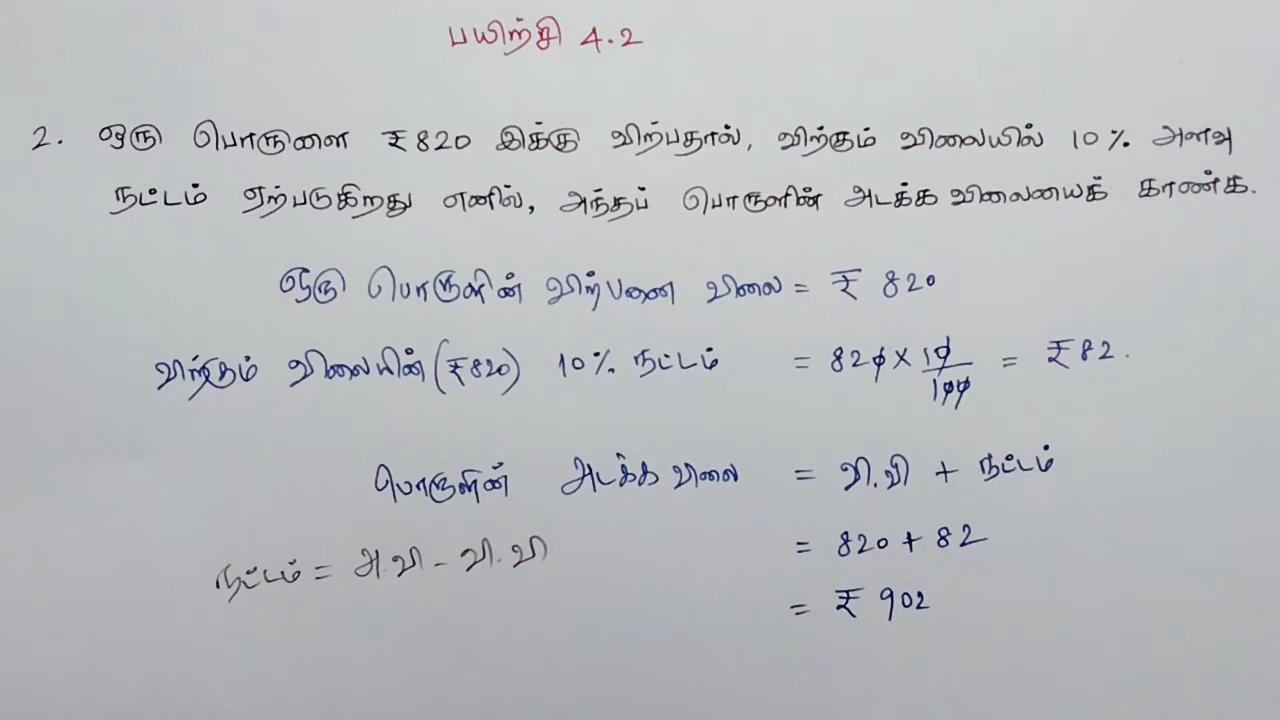 பயிற்சி 4.2
2. ஒரு பொருளை ₹820 இக்கு விற்பதால், விற்கும் விலையில் 10% அளவு
நட்டம் ஏற்படுகிறது எனில், அந்தப் பொருளின் அடக்க விலையைக் காண்க.
ஒரு பொருளின் விற்பனை விலை = ₹ 820
விற்கும் விலையின் (₹820) 10% நட்டம் = 820 × 10/100 = ₹82.
பொருளின் அடக்க விலை = வி.வி + நட்டம்
நட்டம் = அ.வி - வி.வி
= 820 + 82
= ₹ 902